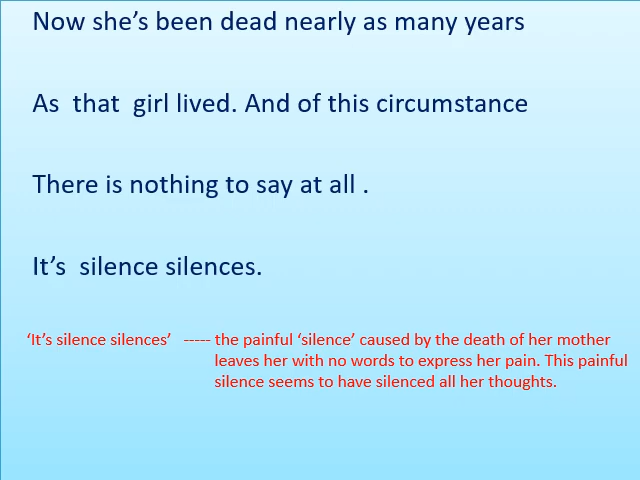 Now she’s been dead nearly as many years
As  that  girl lived. And of this circumstance
There is nothing to say at all .
It’s  silence silences.
‘It’s silence silences’   ----- the painful ‘silence’ caused by the death of her mother
leaves her with no words to express her pain. This painful
silence seems to have silenced all her thoughts.